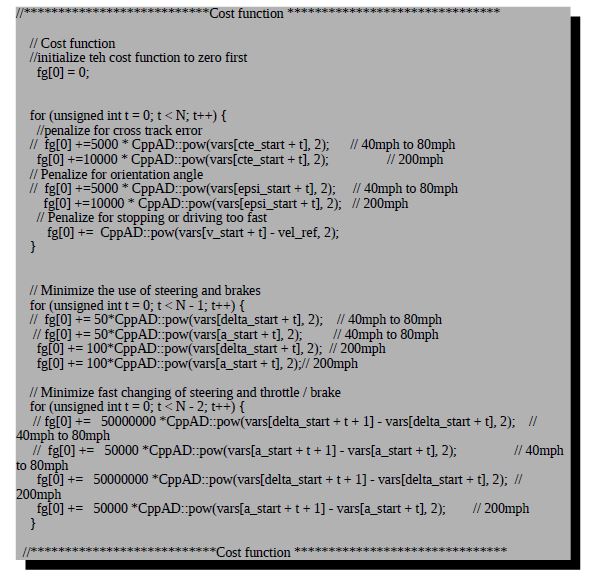 //***************************Cost function *******************************
// Cost function
//initialize teh cost function to zero first
fg[0] = 0;
for (unsigned int t = 0; t < N; t++) {
//penalize for cross track error
//  fg[0] +=5000 * CppAD::pow(vars[cte_start + t], 2);      // 40mph to 80mph
fg[0] +=10000 * CppAD::pow(vars[cte_start + t], 2);                 // 200mph
// Penalize for orientation angle
//  fg[0] +=5000 * CppAD::pow(vars[epsi_start + t], 2);     // 40mph to 80mph
fg[0] +=10000 * CppAD::pow(vars[epsi_start + t], 2);   // 200mph
// Penalize for stopping or driving too fast
fg[0] +=  CppAD::pow(vars[v_start + t] - vel_ref, 2);
}
// Minimize the use of steering and brakes
for (unsigned int t = 0; t < N - 1; t++) {
//  fg[0] += 50*CppAD::pow(vars[delta_start + t], 2);    // 40mph to 80mph
// fg[0] += 50*CppAD::pow(vars[a_start + t], 2);         // 40mph to 80mph
fg[0] += 100*CppAD::pow(vars[delta_start + t], 2);  // 200mph
fg[0] += 100*CppAD::pow(vars[a_start + t], 2);// 200mph
// Minimize fast changing of steering and throttle / brake
for (unsigned int t = 0; t < N - 2; t++) {
// fg[0] +=   50000000 *CppAD::pow(vars[delta_start + t + 1] - vars[delta_start + t], 2);    //
40mph to 80mph
//  fg[0] +=   50000 *CppAD::pow(vars[a_start + t + 1] - vars[a_start + t], 2);                 // 40mph
to 80mph
fg[0] +=   50000000 *CppAD::pow(vars[delta_start + t + 1] - vars[delta_start + t], 2);  //
200mph
fg[0] +=   50000 *CppAD::pow(vars[a_start + t + 1] - vars[a_start + t], 2);        // 200mph
}
//***************************Cost function *******************************